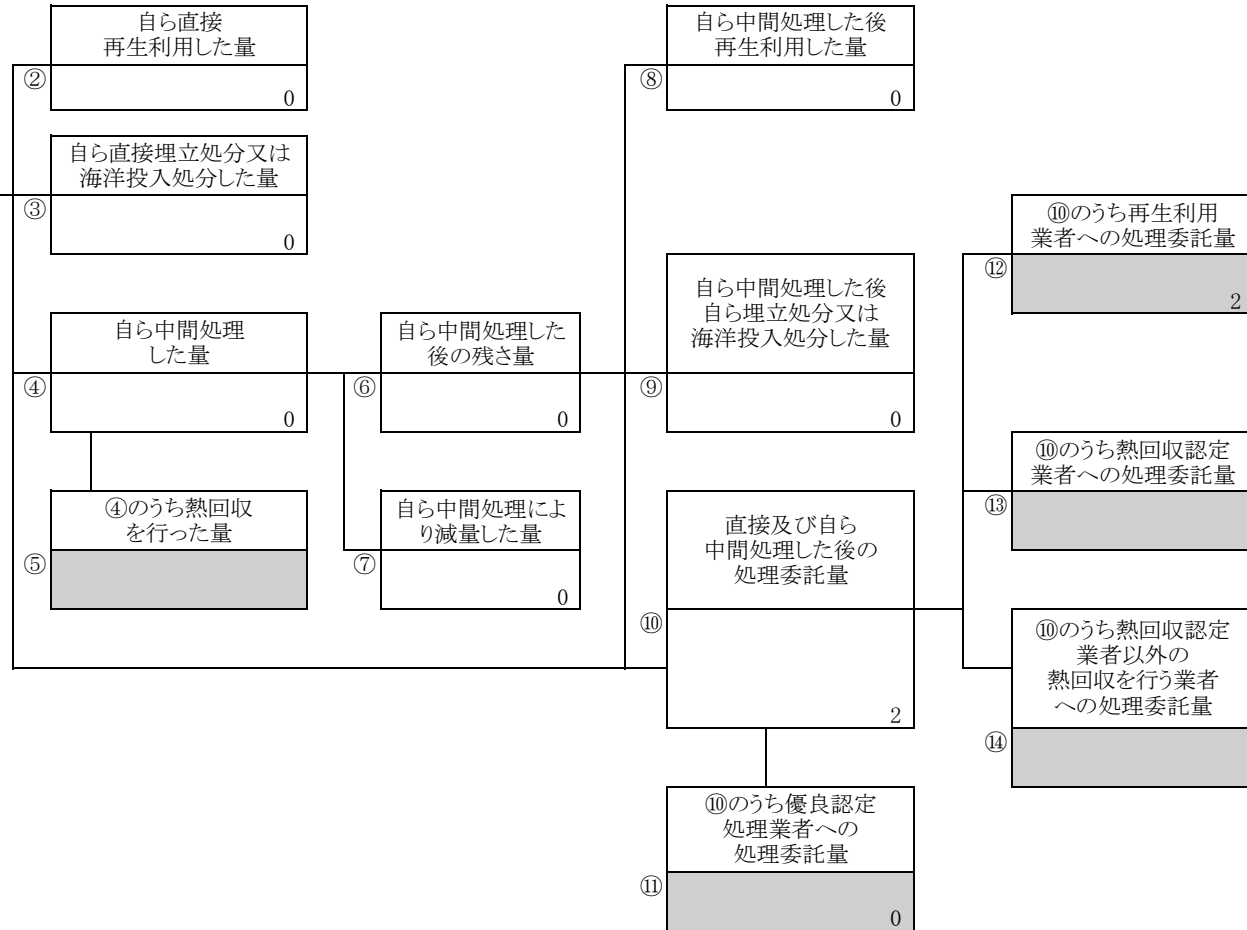 自ら直接
再生利用した量
②
0
自ら直接埋立処分又は
海洋投入処分した量
③
0
自ら中間処理
した量
④
0
④のうち熱回収
を行った量
⑤
自ら中間処理した
後の残さ量
⑥
0
自ら中間処理によ
り減量した量
⑦
0
自ら中間処理した後
再生利用した量
⑧
0
自ら中間処理した後
自ら埋立処分又は
海洋投入処分した量
⑨
0
直接及び自ら
中間処理した後の
処理委託量
⑩
2
⑩のうち優良認定
処理業者への
処理委託量
⑪
0
⑩のうち再生利用
業者への処理委託量
⑫
2
⑩のうち熱回収認定
業者への処理委託量
⑬
⑩のうち熱回収認定
業者以外の
熱回収を行う業者
への処理委託量
⑭